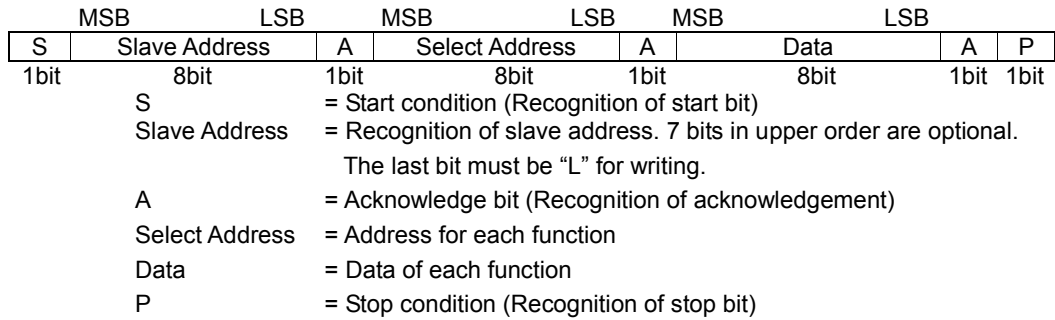 MSB LSB MSB LSB MSB LSB
S Slave Address A Select Address A Data A P
1bit 8bit 1bit 8bit 1bit 8bit 1bit 1bit
S = Start condition (Recognition of start bit)
Slave Address = Recognition of slave address. 7 bits in upper order are optional.
The last bit must be “L” for writing.
A = Acknowledge bit (Recognition of acknowledgement)
Select Address = Address for each function
Data = Data of each function
P = Stop condition (Recognition of stop bit)